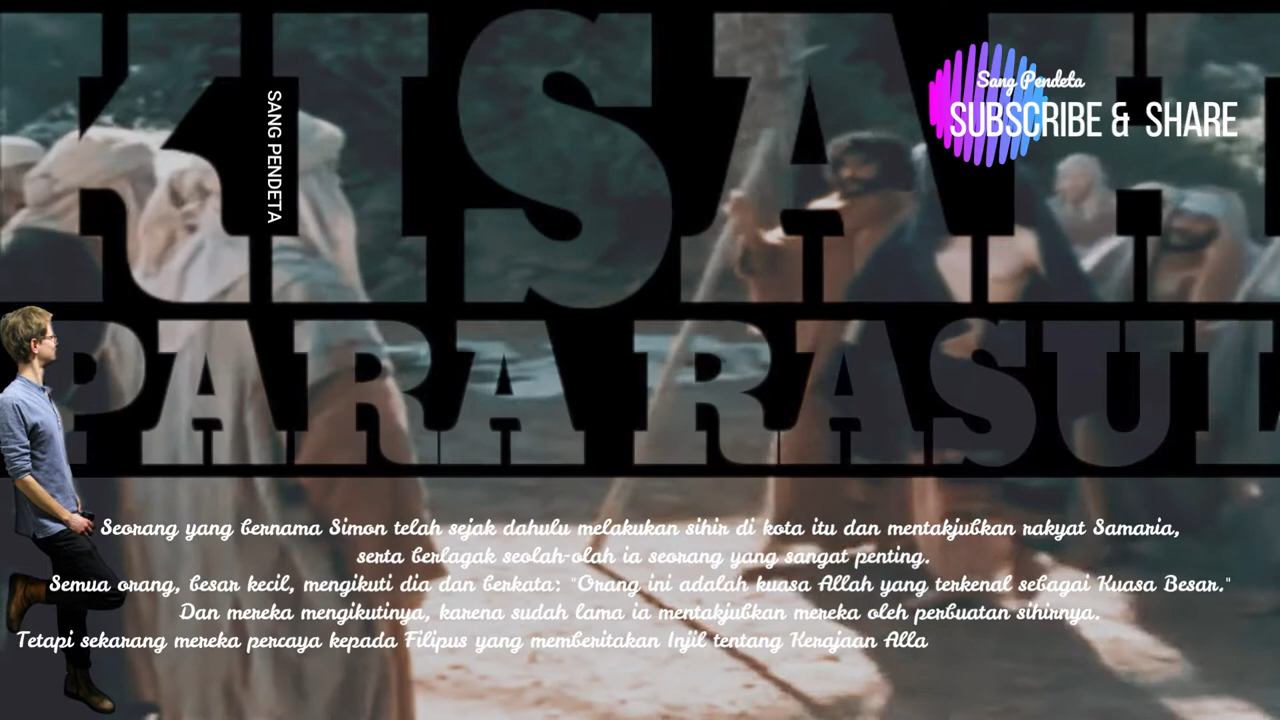 KISAH
PARA RASUL
SANG PENDETA
Sang Pendeta
SUBSCRIBE & SHARE
Seorang yang bernama Simon telah sejak dahulu melakukan sihir di kota itu dan mentakjubkan rakyat Samaria,
serta berlagak seolah-olah ia seorang yang sangat penting.
Semua orang, besar kecil, mengikuti dia dan berkata: "Orang ini adalah kuasa Allah yang terkenal sebagai Kuasa Besar."
Dan mereka mengikutinya, karena sudah lama ia mentakjubkan mereka oleh perbuatan sihirnya.
Tetapi sekarang mereka percaya kepada Filipus yang memberitakan Injil tentang Kerajaan Alla